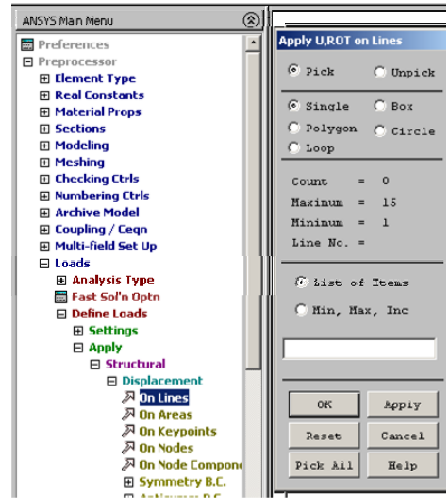 ANSYS Main Menu
Preferences
Preprocessor
Element Type
Real Constants
Material Props
Sections
Modeling
Meshing
Checking Ctrls
Numbering Ctrls
Archive Model
Coupling / Ceqn
Multi-field Set Up
Loads
Analysis Type
Fast Sol'n Optn
Define Loads
Settings
Apply
Structural
Displacement
On Lines
On Areas
On Keypoints
On Nodes
On Node Compone
Symmetry B.C.
Antisymm B.C.
Apply U,ROT on Lines
Pick Unpick
Single Box
Polygon Circle
Loop
Count = 0
Maximum = 15
Minimum = 1
Line No. =
List of Items
Min, Max, Inc
OK Apply
Reset Cancel
Pick All Help